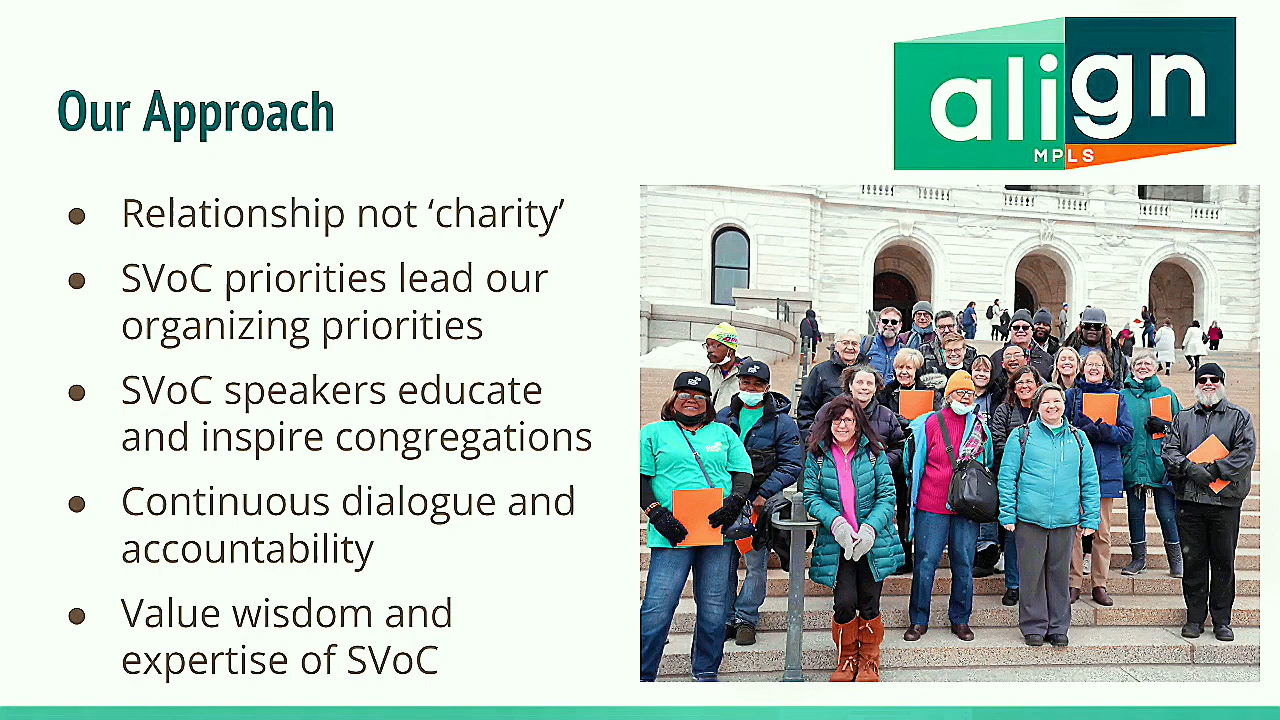 align
MPLS
Our Approach
● Relationship not ‘charity’
● SVoC priorities lead our
organizing priorities
● SVoC speakers educate
and inspire congregations
● Continuous dialogue and
accountability
● Value wisdom and
expertise of SVoC